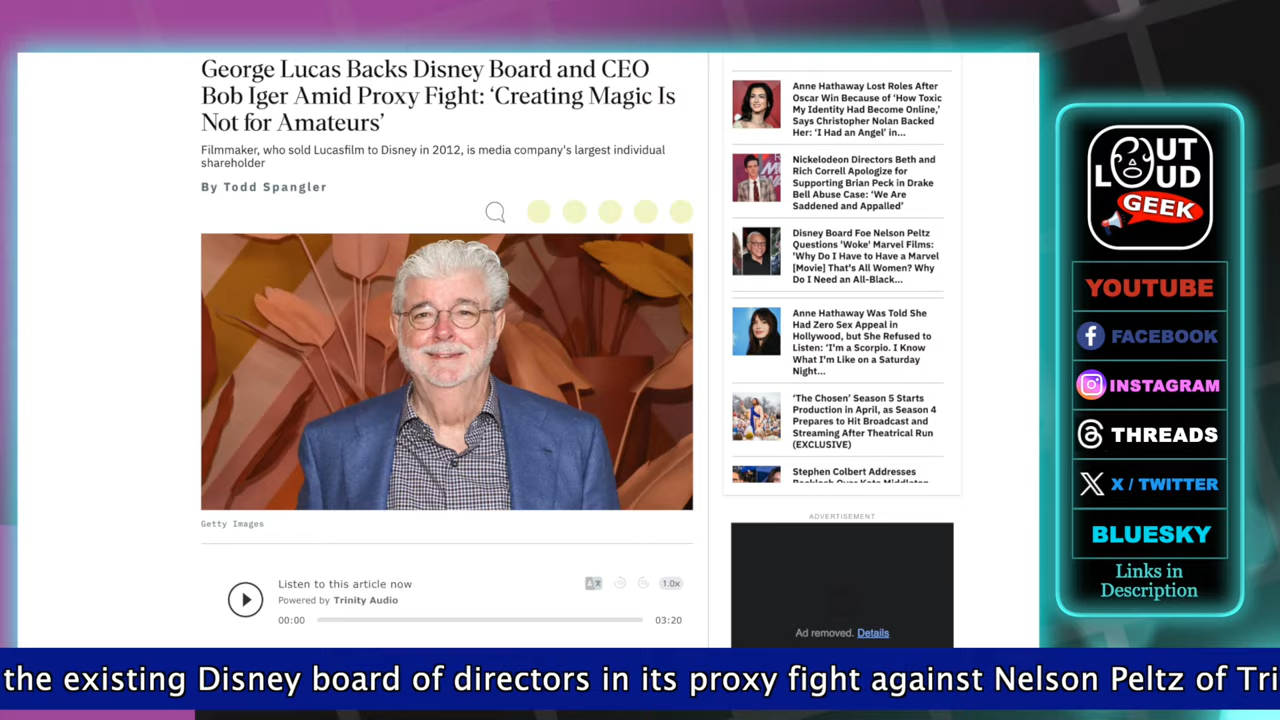 George Lucas Backs Disney Board and CEO
Bob Iger Amid Proxy Fight: ‘Creating Magic Is
Not for Amateurs’
Filmmaker, who sold Lucasfilm to Disney in 2012, is media company's largest individual
shareholder
By Todd Spangler
Getty Images
Listen to this article now
1.0x
Powered by Trinity Audio
00:00
03:20
Anne Hathaway Lost Roles After
Oscar Win Because of ‘How Toxic
My Identity Had Become Online,’
Says Christopher Nolan Backed
Her: ‘I Had an Angel’ in...
Nickelodeon Directors Beth and
Rich Correll Apologize for
Supporting Brian Peck in Drake
Bell Abuse Case: ‘We Are
Saddened and Appalled’
Disney Board Foe Nelson Peltz
Questions ‘Woke’ Marvel Films:
‘Why Do I Have to Have a Marvel
[Movie] That's All Women? Why
Do I Need an All-Black...
Anne Hathaway Was Told She
Had Zero Sex Appeal in
Hollywood, but She Refused to
Listen: ‘I'm a Scorpio. I Know
What I'm Like on a Saturday
Night...
‘The Chosen’ Season 5 Starts
Production in April, as Season 4
Prepares to Hit Broadcast and
Streaming After Theatrical Run
(EXCLUSIVE)
Stephen Colbert Addresses
ADVERTISEMENT
Ad removed. Details
OUT
LOUD
GEEK
YOUTUBE
FACEBOOK
INSTAGRAM
THREADS
X / TWITTER
BLUESKY
Links in
Description
the existing Disney board of directors in its proxy fight against Nelson Peltz of Tri